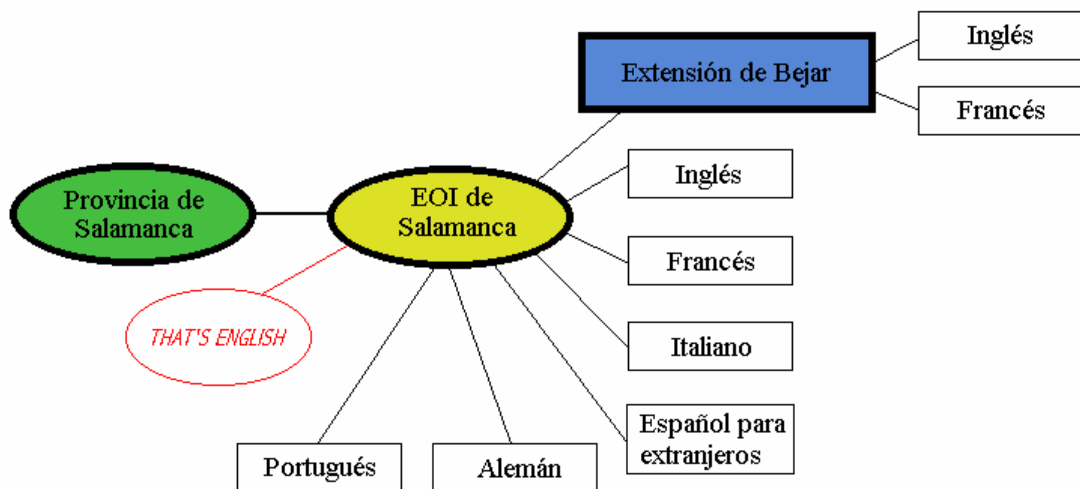 Inglés
Extensión de Bejar
Francés
Inglés
Provincia de
Salamanca
EOI de
Salamanca
Francés
THAT'S ENGLISH
Italiano
Español para
extranjeros
Portugués
Alemán